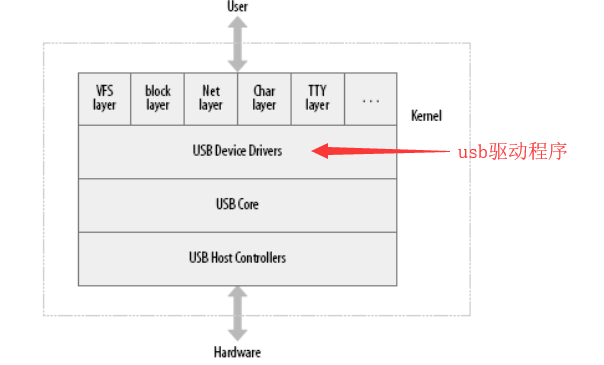 User
VFS layer
block layer
Net layer
Char layer
TTY layer
...
Kernel
USB Device Drivers
usb驱动程序
USB Core
USB Host Controllers
Hardware